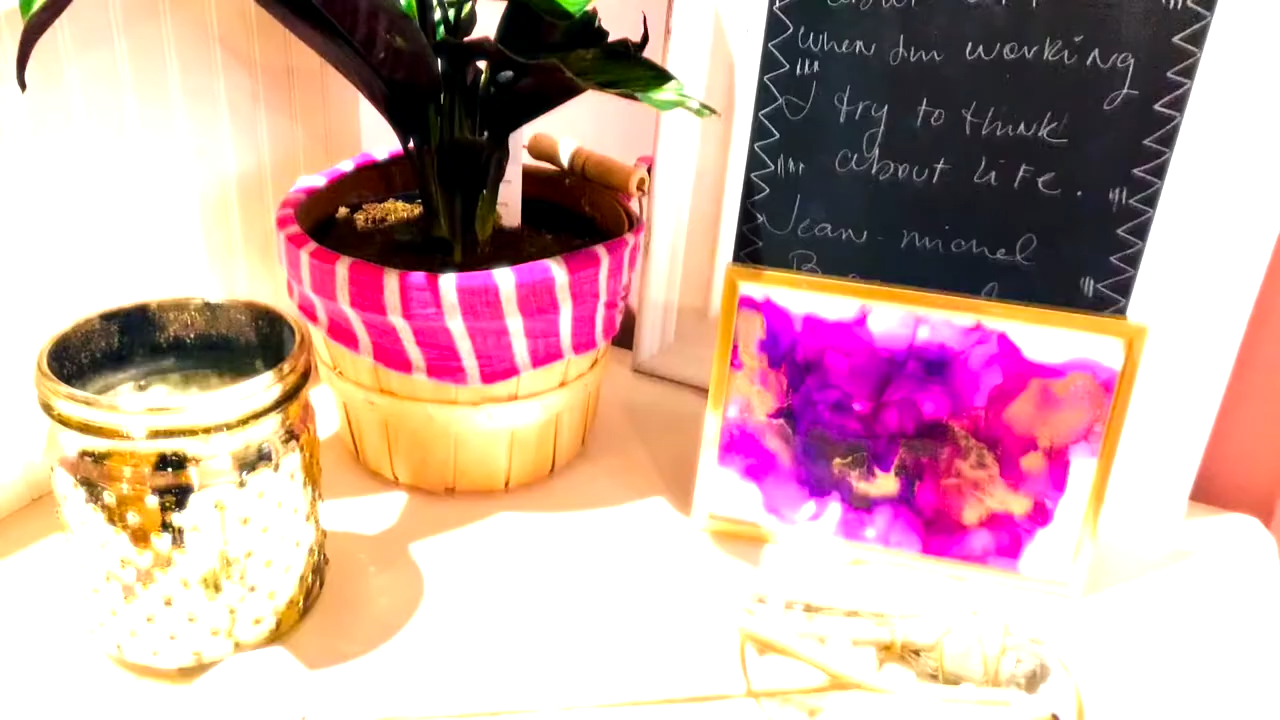 when I'm working
I try to think
about life.
Jean-michel